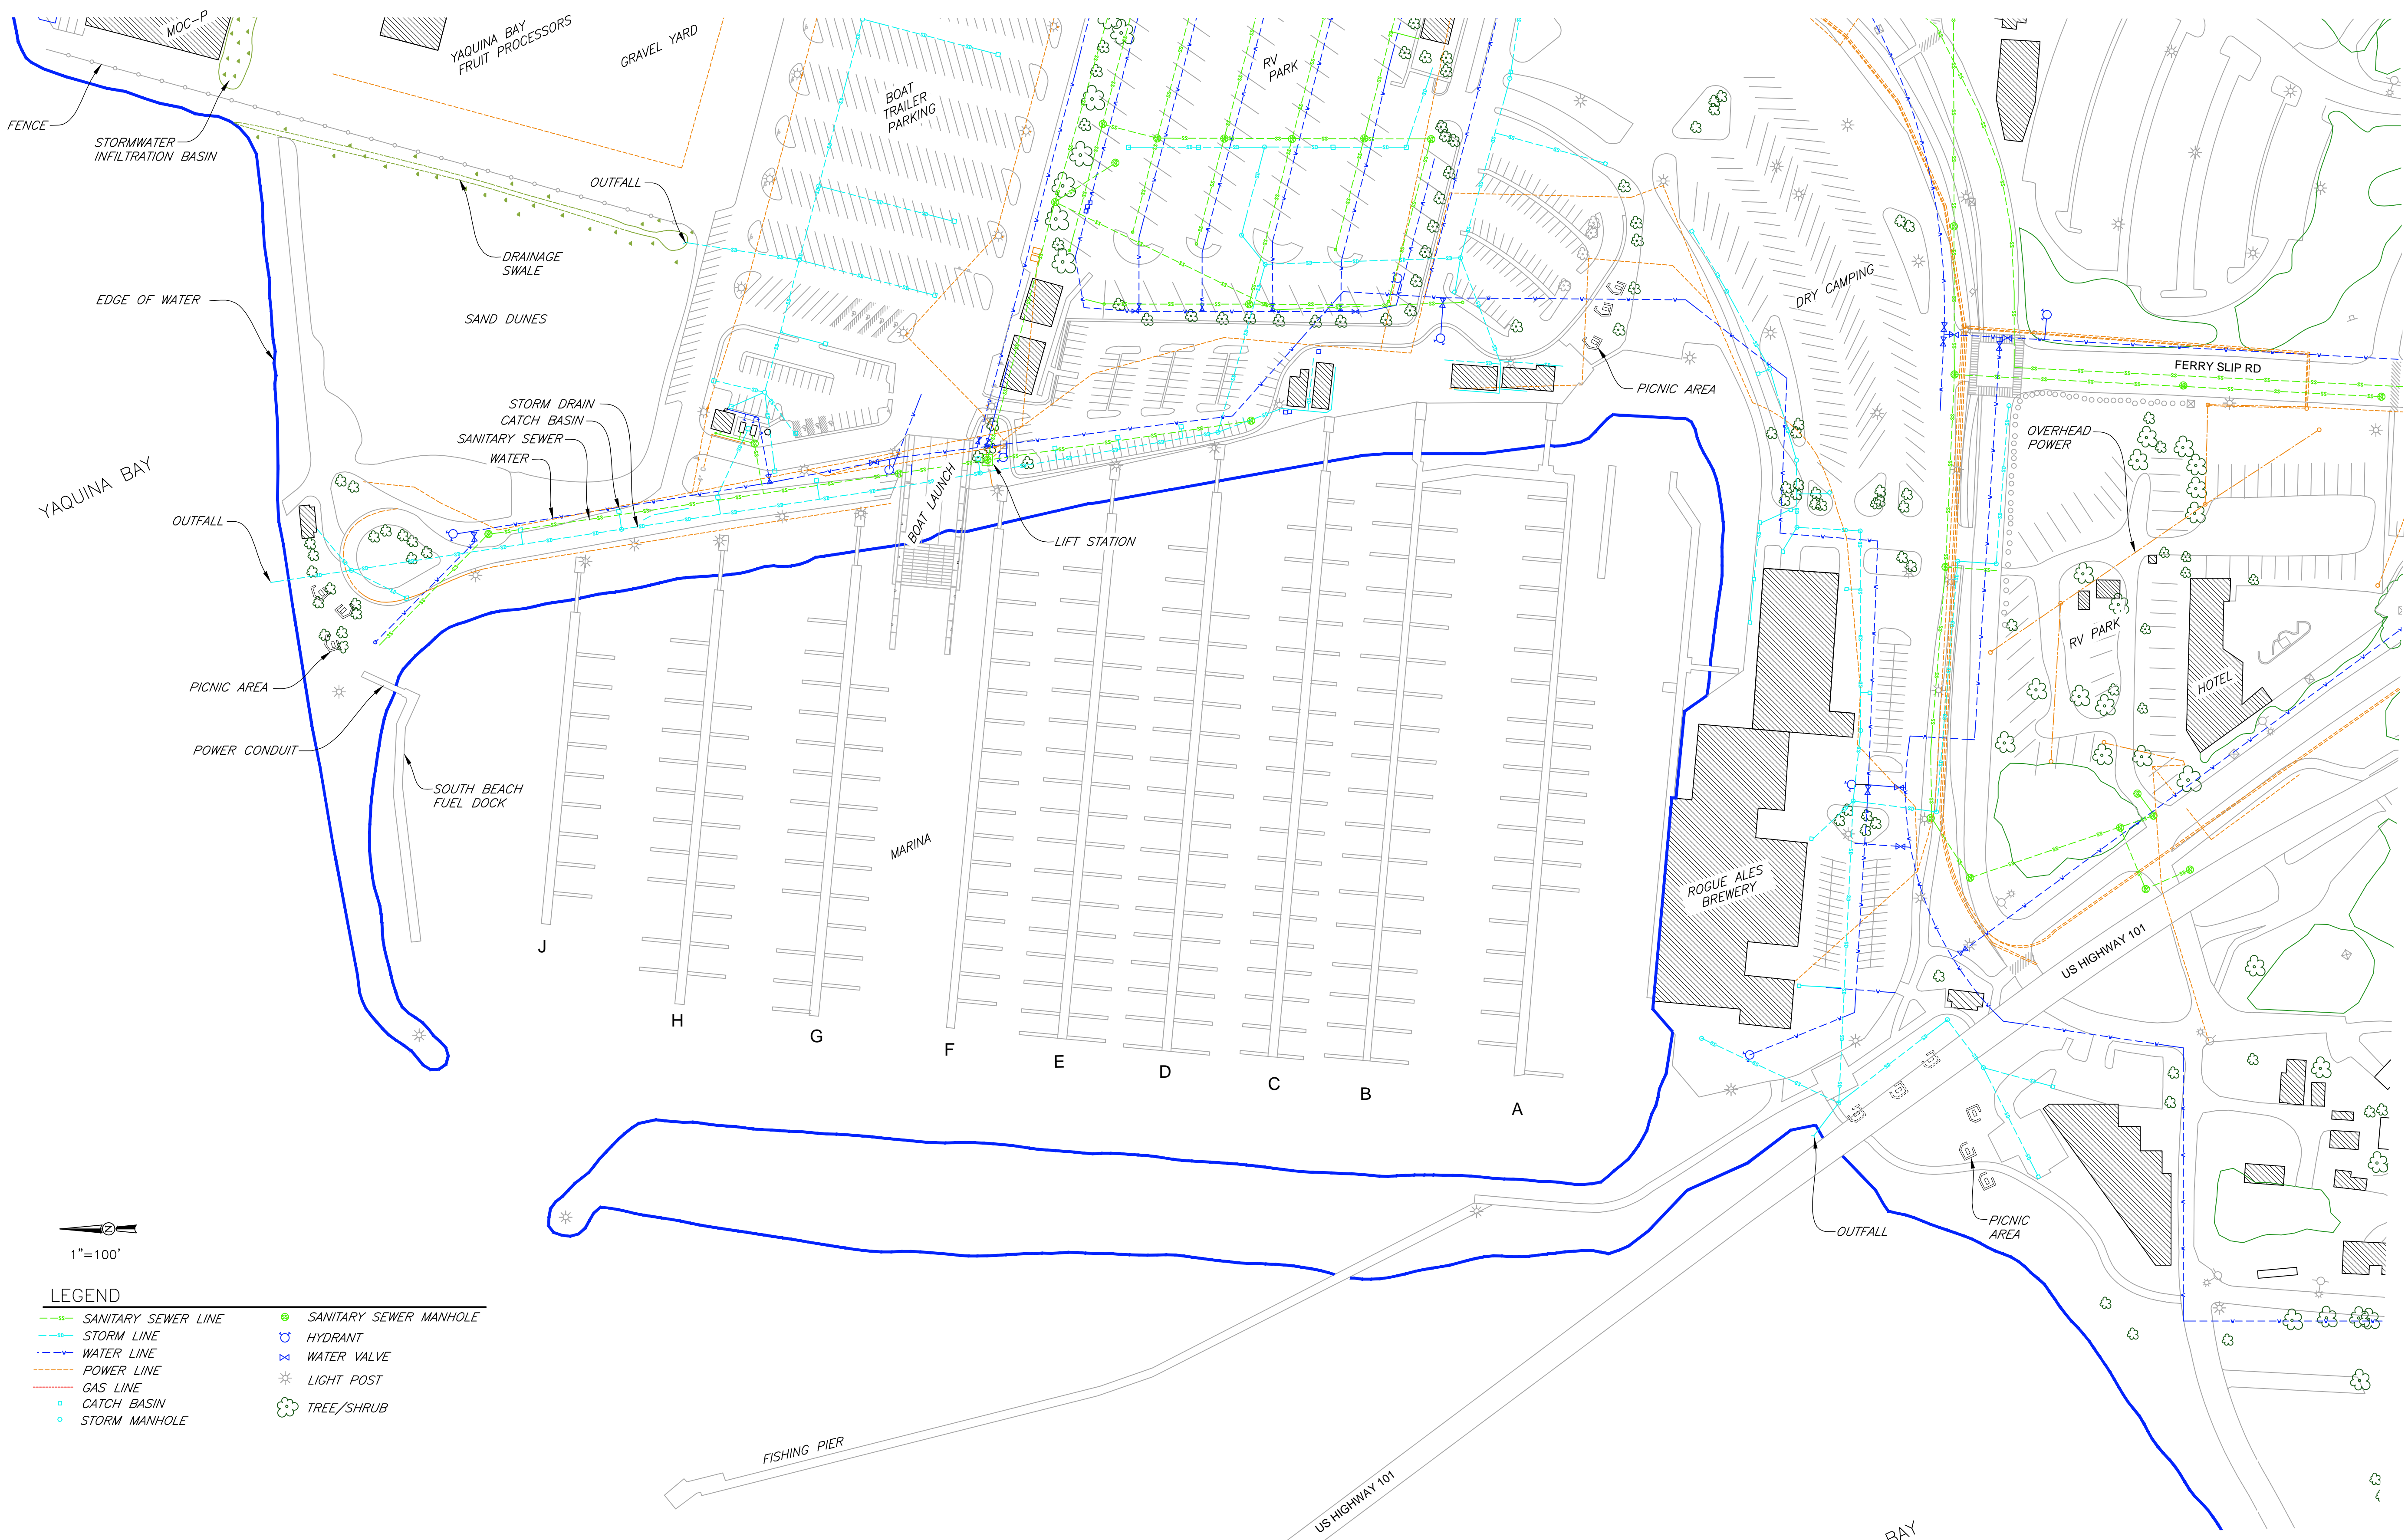 MOC-P
YAQUINA BAY
FRUIT PROCESSORS
GRAVEL YARD
BOAT
TRAILER
PARKING
RV
PARK
FENCE
STORMWATER
INFILTRATION BASIN
OUTFALL
DRAINAGE
SWALE
EDGE OF WATER
SAND DUNES
DRY CAMPING
PICNIC AREA
FERRY SLIP RD
OVERHEAD
POWER
STORM DRAIN
CATCH BASIN
SANITARY SEWER
WATER
YAQUINA BAY
OUTFALL
BOAT LAUNCH
LIFT STATION
RV PARK
HOTEL
PICNIC AREA
POWER CONDUIT
SOUTH BEACH
FUEL DOCK
MARINA
ROGUE ALES
BREWERY
US HIGHWAY 101
J
H
G
F
E
D
C
B
A
OUTFALL
PICNIC
AREA
N
1"=100'
LEGEND
SANITARY SEWER LINE
STORM LINE
WATER LINE
POWER LINE
GAS LINE
CATCH BASIN
STORM MANHOLE
SANITARY SEWER MANHOLE
HYDRANT
WATER VALVE
LIGHT POST
TREE/SHRUB
FISHING PIER
US HIGHWAY 101
BAY